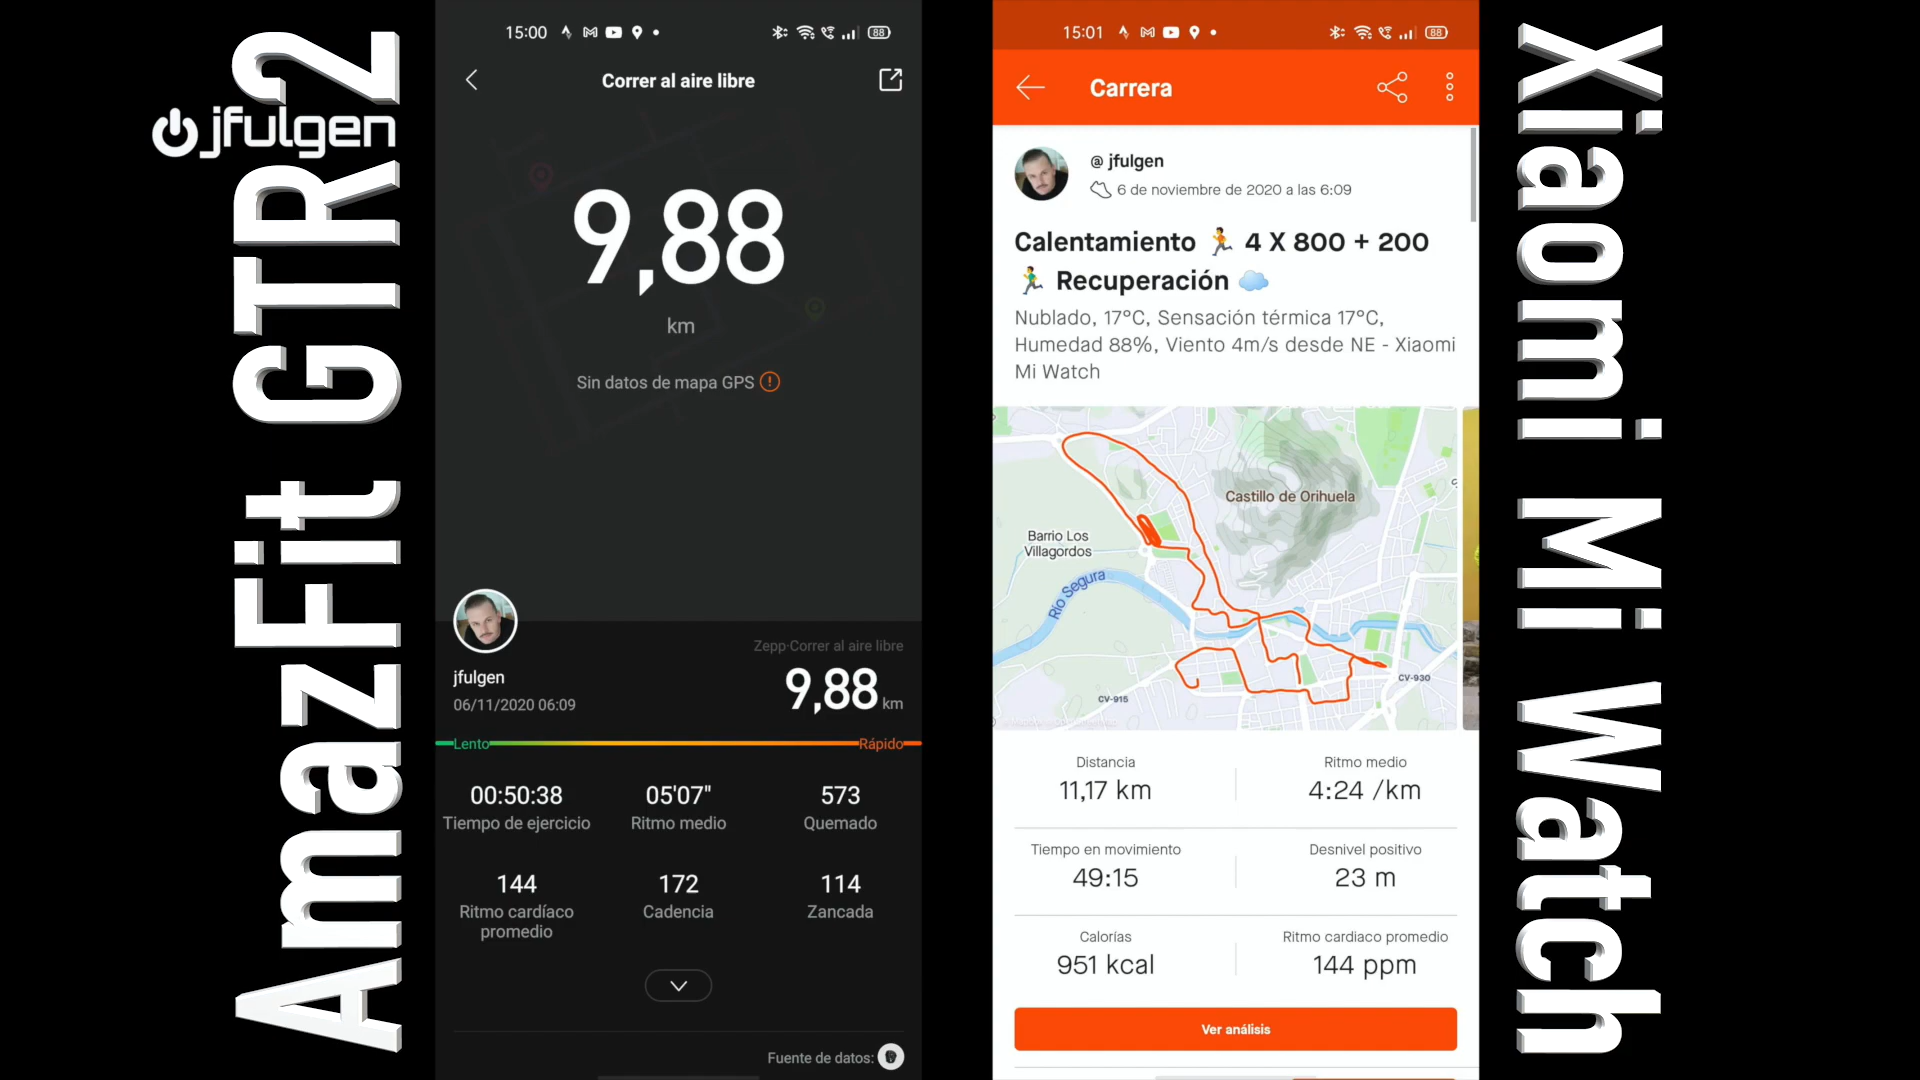 AmazFit GTR2
jfulgen
15:00
88
Correr al aire libre
9,88
km
Sin datos de mapa GPS
Zepp·Correr al aire libre
jfulgen
9,88 km
06/11/2020 06:09
Lento
Rápido
00:50:38
05'07"
573
Tiempo de ejercicio
Ritmo medio
Quemado
144
172
114
Ritmo cardíaco
promedio
Cadencia
Zancada
Fuente de datos:
15:01
88
Carrera
@ jfulgen
6 de noviembre de 2020 a las 6:09
Calentamiento 🏃 4 X 800 + 200
🏃‍♂️ Recuperación ☁️
Nublado, 17°C, Sensación térmica 17°C,
Humedad 88%, Viento 4m/s desde NE - Xiaomi
Mi Watch
Castillo de Orihuela
Barrio Los
Villagordos
Río Segura
CV-930
CV-915
Distancia
Ritmo medio
11,17 km
4:24 /km
Tiempo en movimiento
Desnivel positivo
49:15
23 m
Calorías
Ritmo cardiaco promedio
951 kcal
144 ppm
Ver análisis
Xiaomi Mi Watch